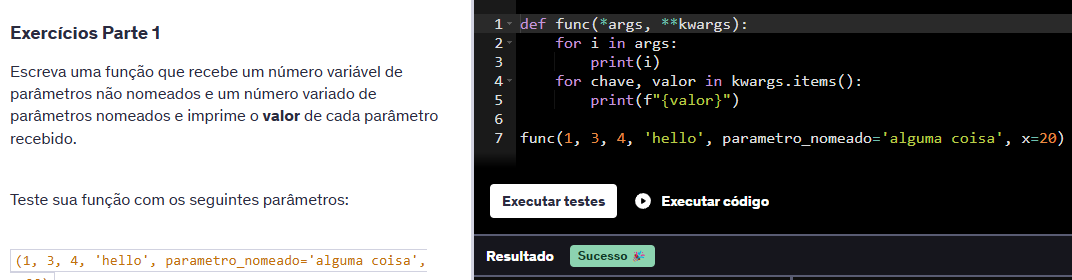 Exercícios Parte 1
Escreva uma função que recebe um número variável de
parâmetros não nomeados e um número variado de
parâmetros nomeados e imprime o valor de cada parâmetro
recebido.
Teste sua função com os seguintes parâmetros:
(1, 3, 4, 'hello', parametro_nomeado='alguma coisa',
1 def func(*args, **kwargs):
2 for i in args:
3 print(i)
4 for chave, valor in kwargs.items():
5 print(f"{valor}")
6
7 func(1, 3, 4, 'hello', parametro_nomeado='alguma coisa', x=20)
Executar testes
Executar código
Resultado
Sucesso 🎉